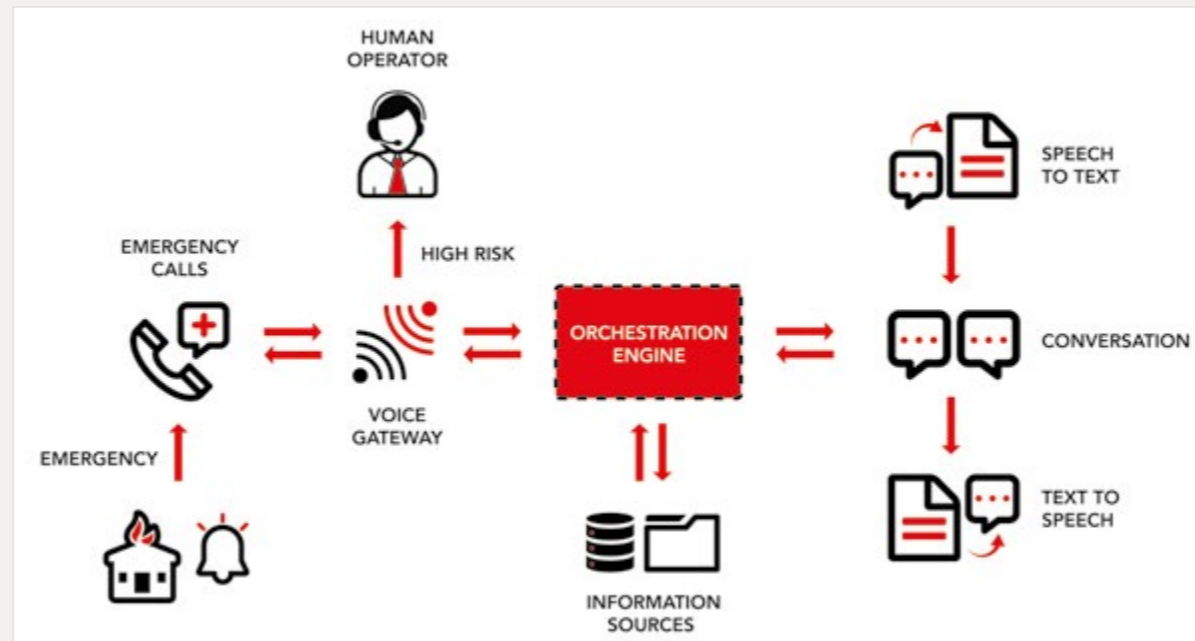 HUMAN
OPERATOR
SPEECH
TO TEXT
EMERGENCY
CALLS
HIGH RISK
ORCHESTRATION
ENGINE
CONVERSATION
VOICE
GATEWAY
EMERGENCY
TEXT TO
SPEECH
INFORMATION
SOURCES